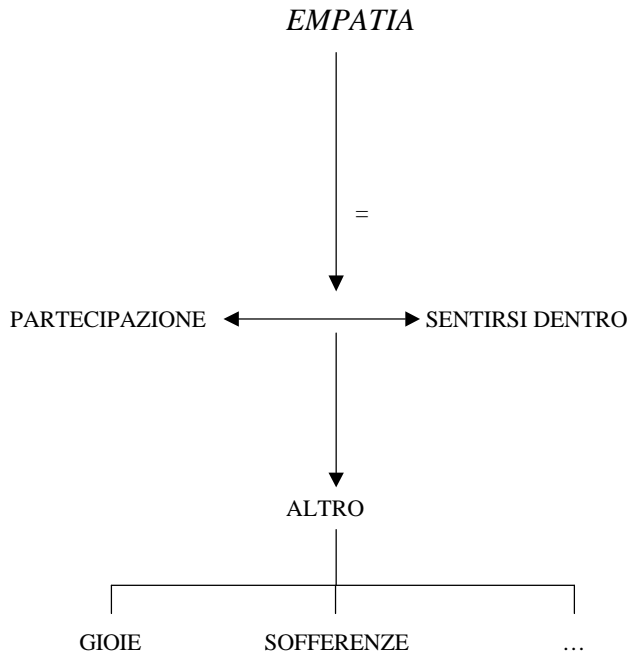 EMPATIA
=
PARTECIPAZIONE SENTIRSI DENTRO
ALTRO
GIOIE SOFFERENZE …